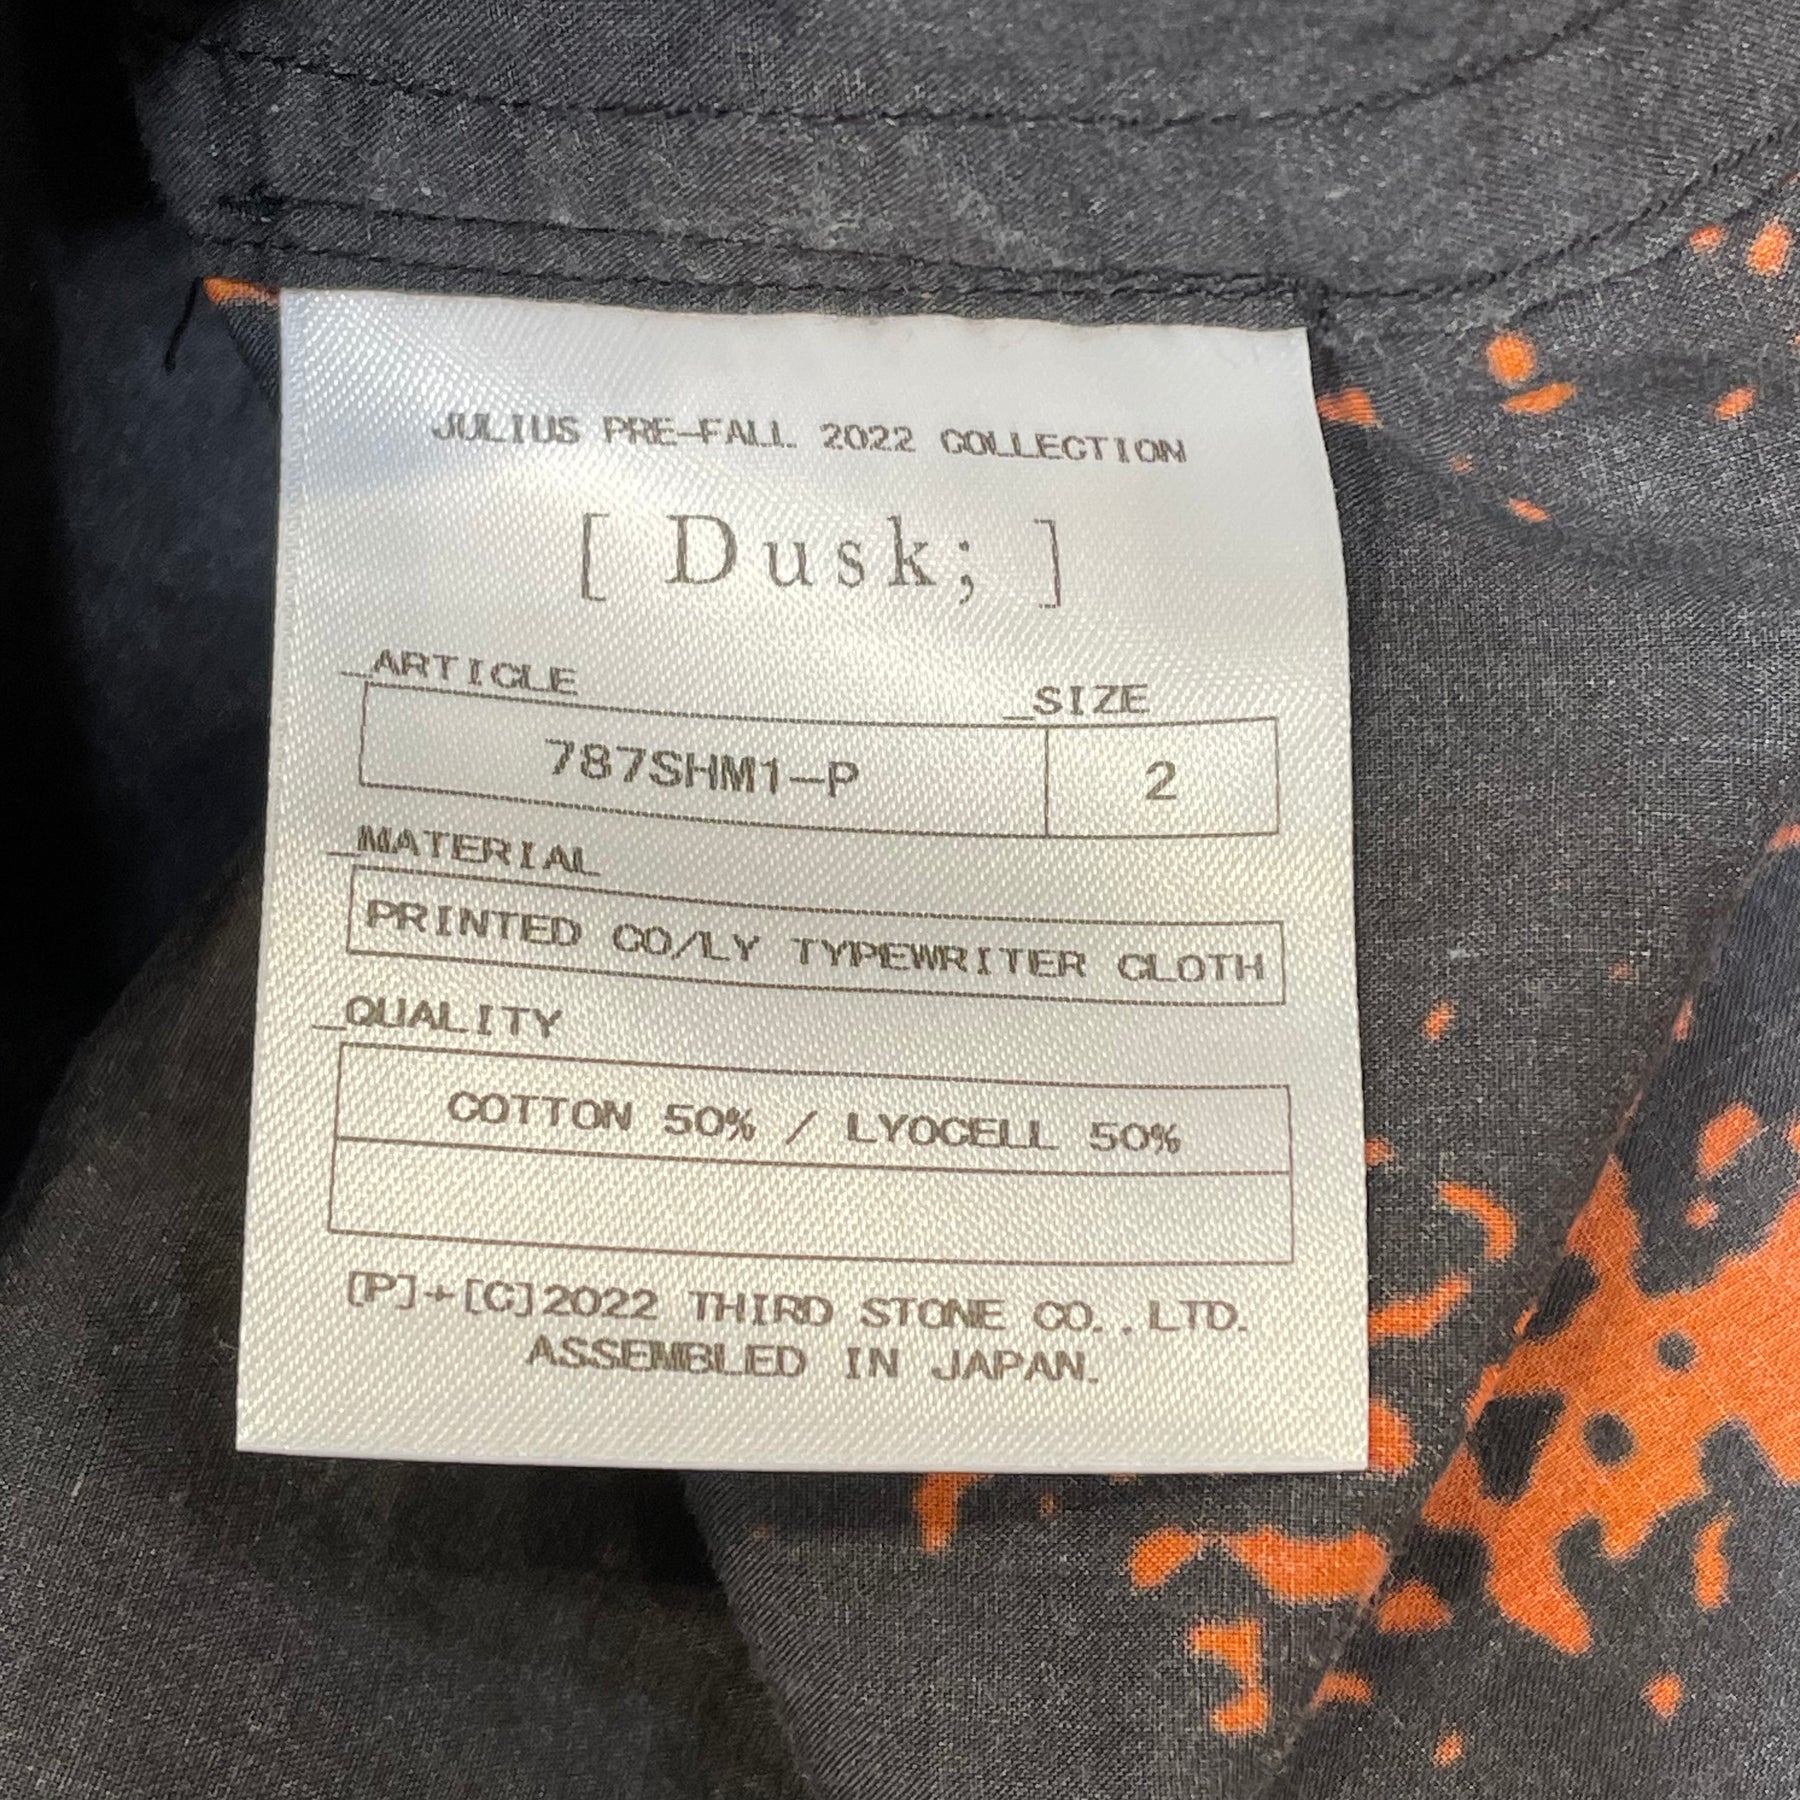 JULIUS PRE-FALL 2022 COLLECTION
[ Dusk; ]
_ARTICLE _SIZE
787SHM1-P 2
_MATERIAL
PRINTED CO/LY TYPEWRITER CLOTH
_QUALITY
COTTON 50% / LYOCELL 50%
[P]+[C]2022 THIRD STONE CO.,LTD.
ASSEMBLED IN JAPAN.